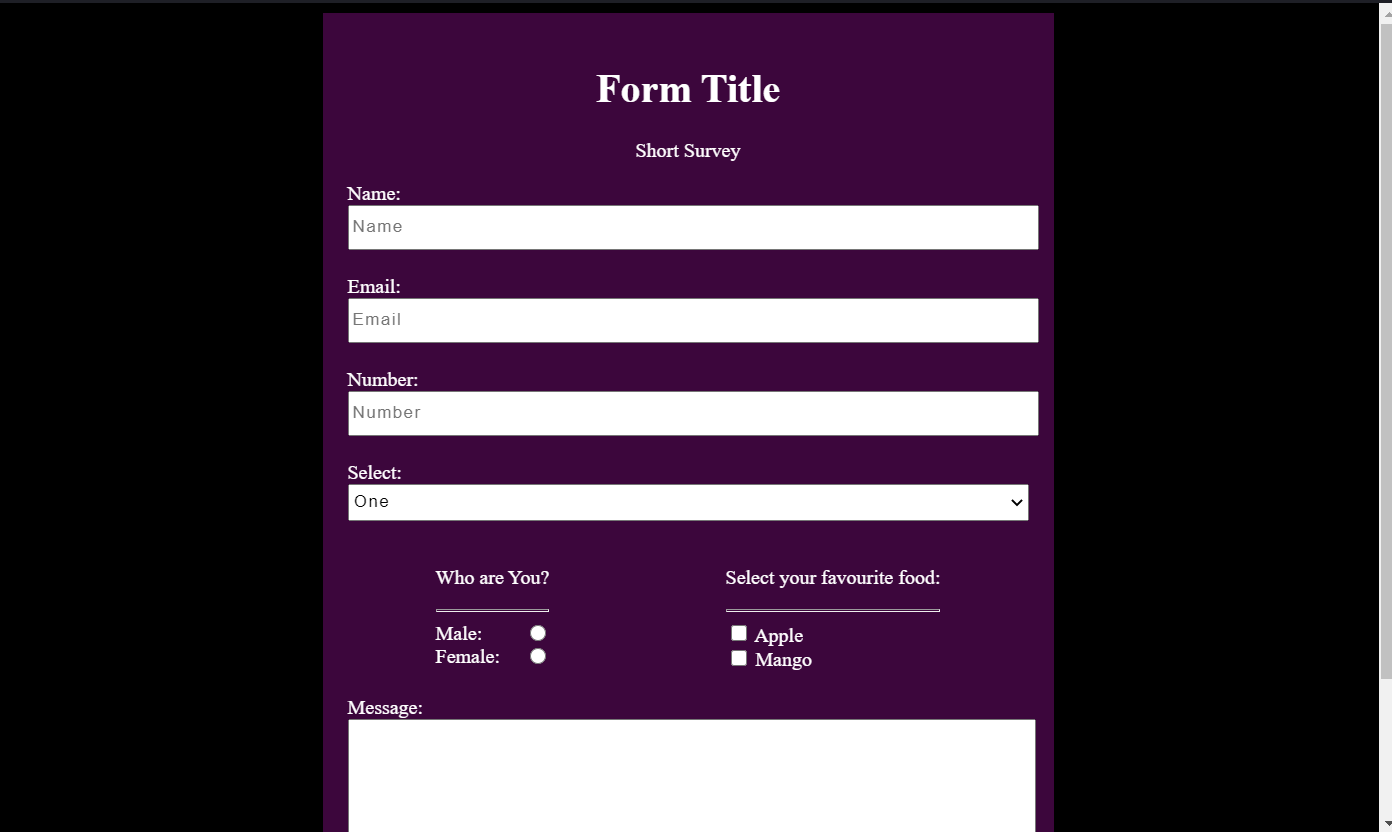 Form Title
Short Survey
Name:
Name
Email:
Email
Number:
Number
Select:
One
Who are You?
Male:
Female:
Select your favourite food:
Apple
Mango
Message: